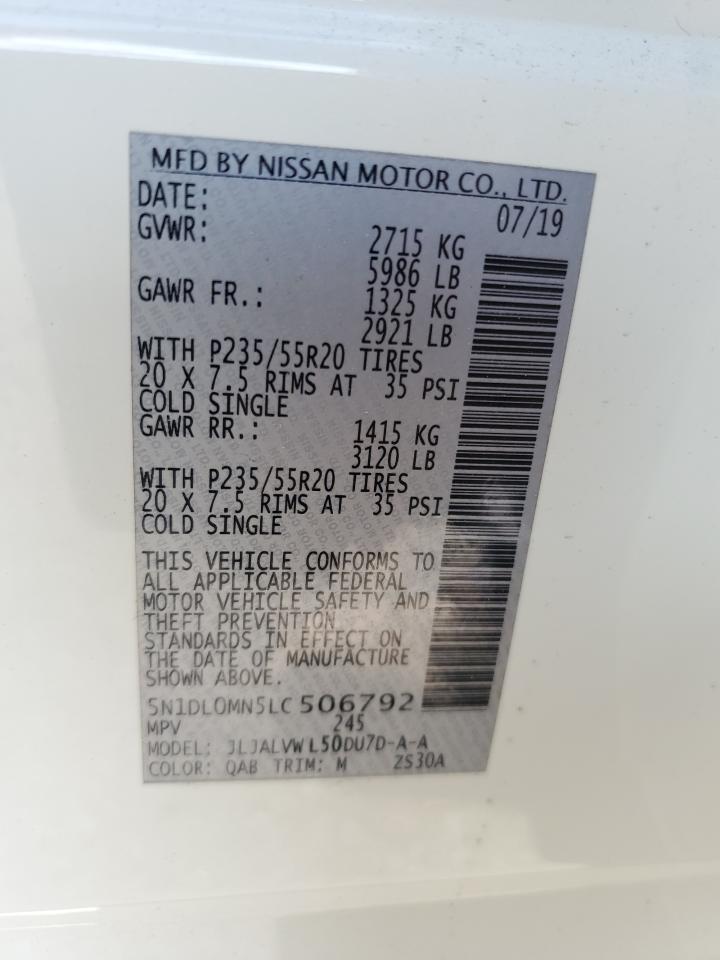 MFD BY NISSAN MOTOR CO., LTD.
DATE: 07/19
GVWR: 2715 KG
5986 LB
GAWR FR.: 1325 KG
2921 LB
WITH P235/55R20 TIRES
20 X 7.5 RIMS AT 35 PSI
COLD SINGLE
GAWR RR.: 1415 KG
3120 LB
WITH P235/55R20 TIRES
20 X 7.5 RIMS AT 35 PSI
COLD SINGLE
THIS VEHICLE CONFORMS TO
ALL APPLICABLE FEDERAL
MOTOR VEHICLE SAFETY AND
THEFT PREVENTION
STANDARDS IN EFFECT ON
THE DATE OF MANUFACTURE
SHOWN ABOVE.
5N1DL0MN5LC506792
MPV 245
MODEL: JLJALVWL50DU7D-A-A
COLOR: QAB TRIM: M ZS30A